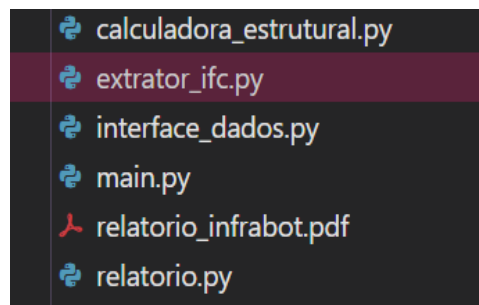 calculadora_estrutural.py
extrator_ifc.py
interface_dados.py
main.py
relatorio_infrabot.pdf
relatorio.py